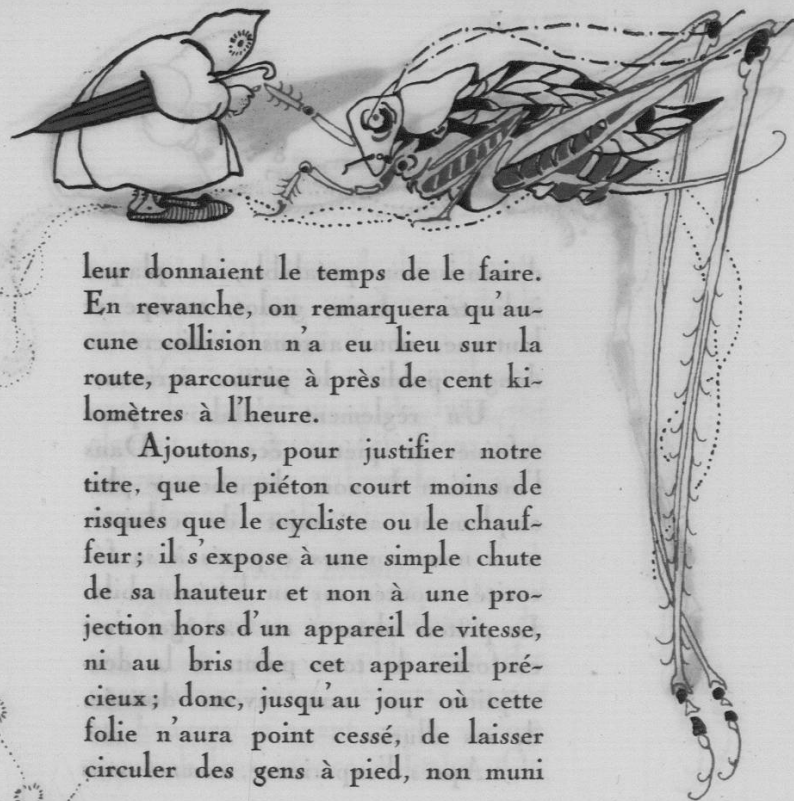 leur donnaient le temps de le faire.
En revanche, on remarquera qu'au-
cune collision n'a eu lieu sur la
route, parcourue à près de cent ki-
lomètres à l'heure.
Ajoutons, pour justifier notre
titre, que le piéton court moins de
risques que le cycliste ou le chauf-
feur; il s'expose à une simple chute
de sa hauteur et non à une pro-
jection hors d'un appareil de vitesse,
ni au bris de cet appareil pré-
cieux; donc, jusqu'au jour où cette
folie n'aura point cessé, de laisser
circuler des gens à pied, non muni